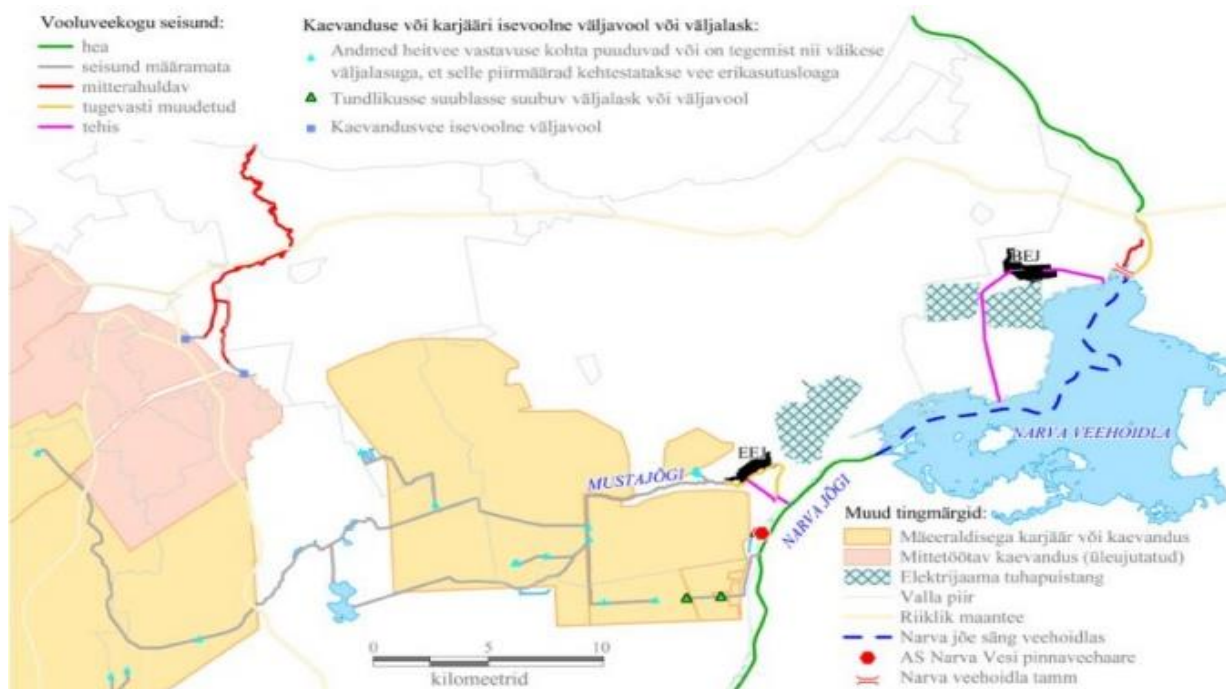 Vooluveekogu seisund:
hea
seisund määramata
mitterahuldav
tugevasti muudetud
tehis
Kaevanduse või karjääri isevoolne väljavool või väljalask:
Andmed heitvee vastavuse kohta puuduvad või on tegemist nii väikese
väljalasuga, et selle piirmäärad kehtestatakse vee erikasutusloaga
Tundlikusse suublasse suubuv väljalask või väljavool
Kaevandusvee isevoolne väljavool
BEJ
NARVA VEEHOIDLA
EEJ
MUSTAJÕGI
NARVA JÕGI
Muud tingmärgid:
Mäeeraldisega karjäär või kaevandus
Mittetöötav kaevandus (üleujutatud)
Elektrijaama tuhapuistang
Valla piir
Riiklik maantee
Narva jõe säng veehoidlas
AS Narva Vesi pinnaveehaare
Narva veehoidla tamm
0 5 10
kilomeetrid